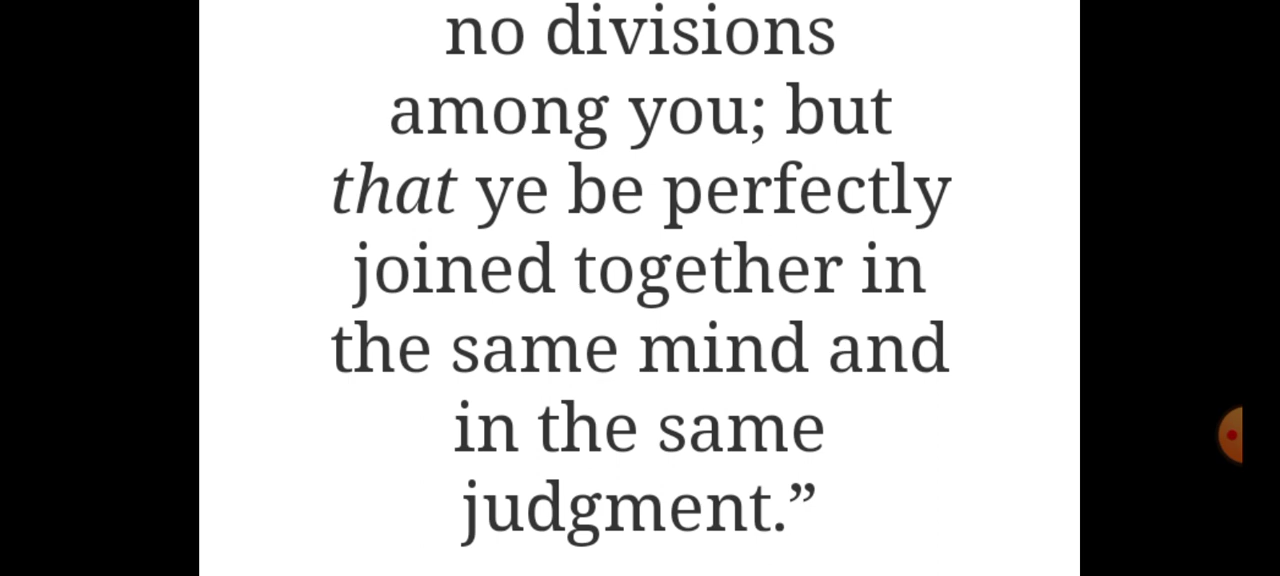 no divisions
among you; but
that ye be perfectly
joined together in
the same mind and
in the same
judgment.”